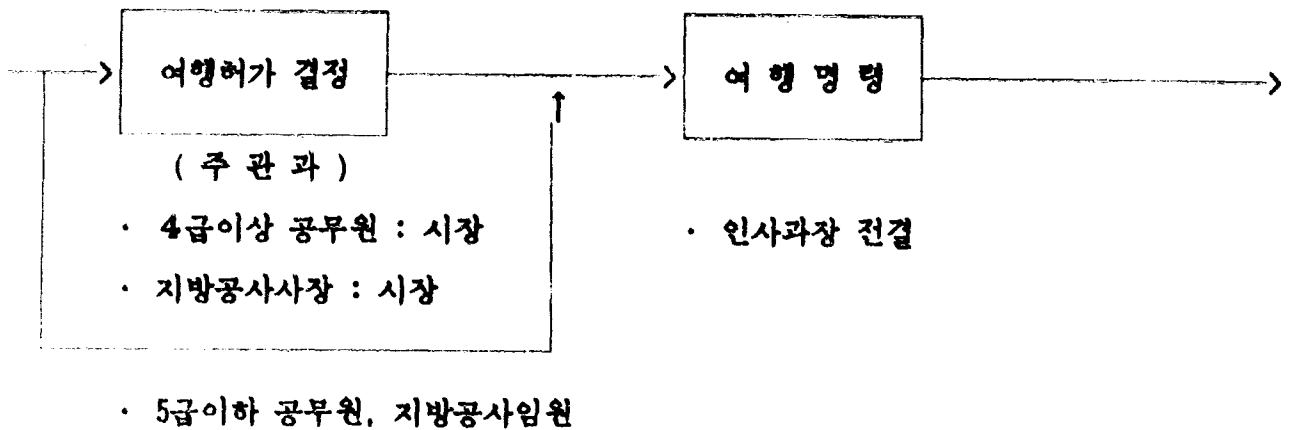 여행허가 결정
여 행 명 령
( 주 관 과 )
· 4급이상 공무원 : 시장
· 인사과장 전결
· 지방공사사장 : 시장
· 5급이하 공무원, 지방공사임원